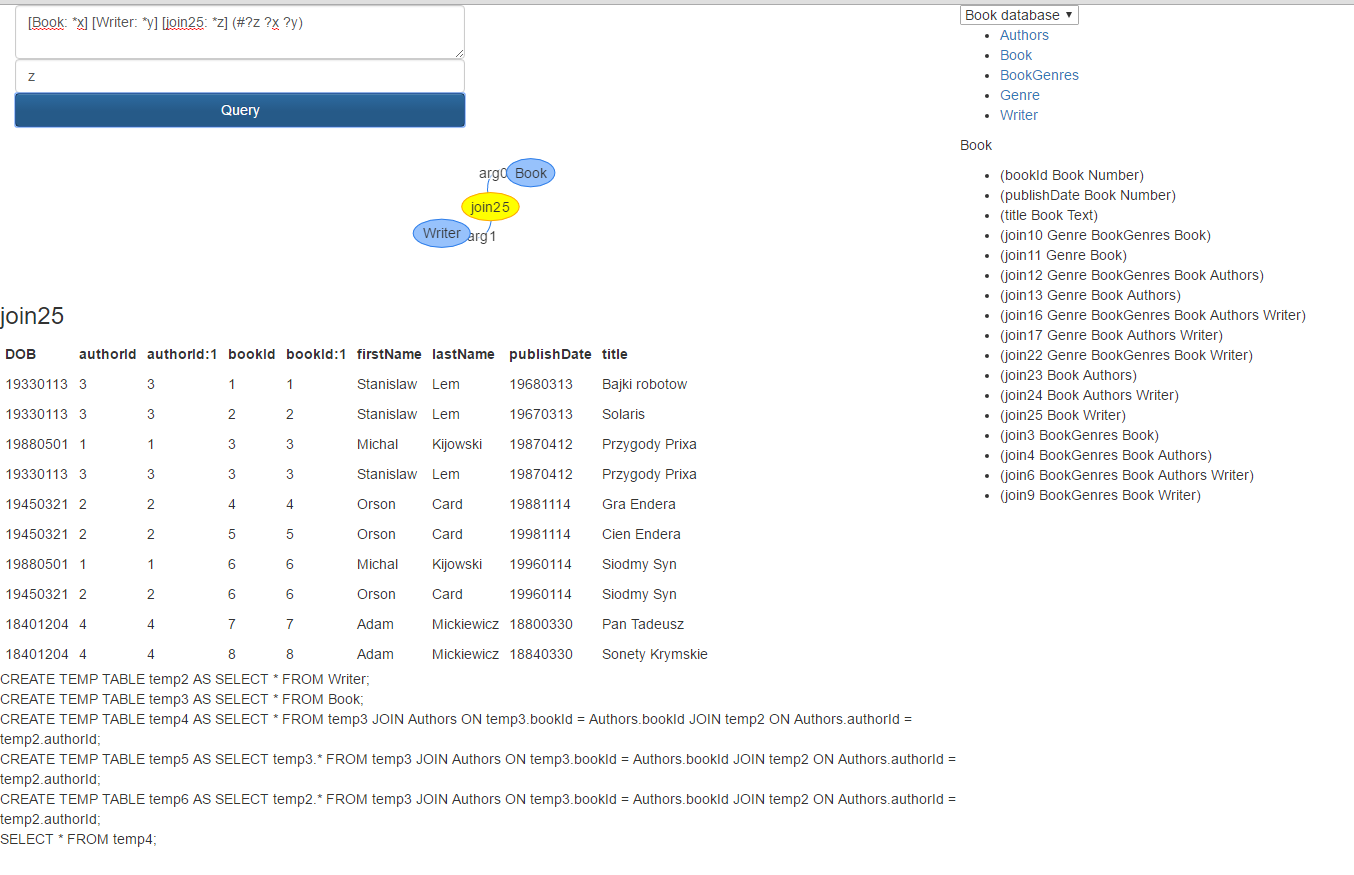 [Book: *x] [Writer: *y] [join25: *z] (#?z ?x ?y)
z
Query
arg0 Book
join25
Writer arg1
join25
DOB authorId authorId:1 bookId bookId:1 firstName lastName publishDate title
19330113 3 3 1 1 Stanislaw Lem 19680313 Bajki robotow
19330113 3 3 2 2 Stanislaw Lem 19670313 Solaris
19880501 1 1 3 3 Michal Kijowski 19870412 Przygody Prixa
19330113 3 3 3 3 Stanislaw Lem 19870412 Przygody Prixa
19450321 2 2 4 4 Orson Card 19881114 Gra Endera
19450321 2 2 5 5 Orson Card 19981114 Cien Endera
19880501 1 1 6 6 Michal Kijowski 19960114 Siodmy Syn
19450321 2 2 6 6 Orson Card 19960114 Siodmy Syn
18401204 4 4 7 7 Adam Mickiewicz 18800330 Pan Tadeusz
18401204 4 4 8 8 Adam Mickiewicz 18840330 Sonety Krymskie
CREATE TEMP TABLE temp2 AS SELECT * FROM Writer;
CREATE TEMP TABLE temp3 AS SELECT * FROM Book;
CREATE TEMP TABLE temp4 AS SELECT * FROM temp3 JOIN Authors ON temp3.bookId = Authors.bookId JOIN temp2 ON Authors.authorId =
temp2.authorId;
CREATE TEMP TABLE temp5 AS SELECT temp3.* FROM temp3 JOIN Authors ON temp3.bookId = Authors.bookId JOIN temp2 ON Authors.authorId =
temp2.authorId;
CREATE TEMP TABLE temp6 AS SELECT temp2.* FROM temp3 JOIN Authors ON temp3.bookId = Authors.bookId JOIN temp2 ON Authors.authorId =
temp2.authorId;
SELECT * FROM temp4;
Book database
Authors
Book
BookGenres
Genre
Writer
Book
(bookId Book Number)
(publishDate Book Number)
(title Book Text)
(join10 Genre BookGenres Book)
(join11 Genre Book)
(join12 Genre BookGenres Book Authors)
(join13 Genre Book Authors)
(join16 Genre BookGenres Book Authors Writer)
(join17 Genre Book Authors Writer)
(join22 Genre BookGenres Book Writer)
(join23 Book Authors)
(join24 Book Authors Writer)
(join25 Book Writer)
(join3 BookGenres Book)
(join4 BookGenres Book Authors)
(join6 BookGenres Book Authors Writer)
(join9 BookGenres Book Writer)